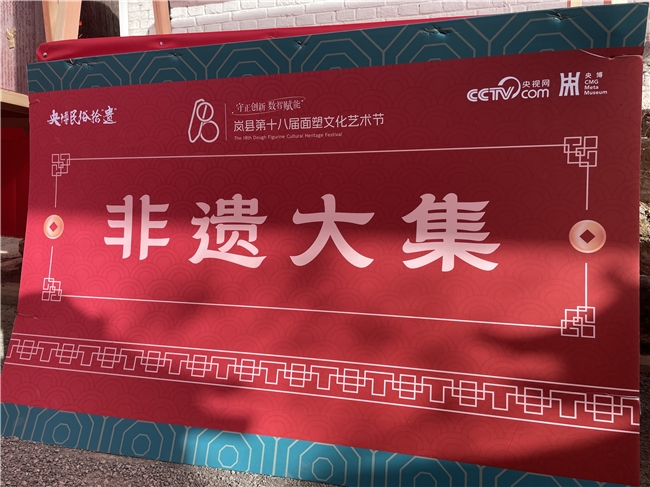 央博民俗拾"遗"
18
"守正创新 数智赋能"
岚县第十八届面塑文化艺术节
The 18th Dough Figurine Cultural Heritage Festival
CCTV.com 央视网
央博
CMG
Meta
Museum
非遗大集